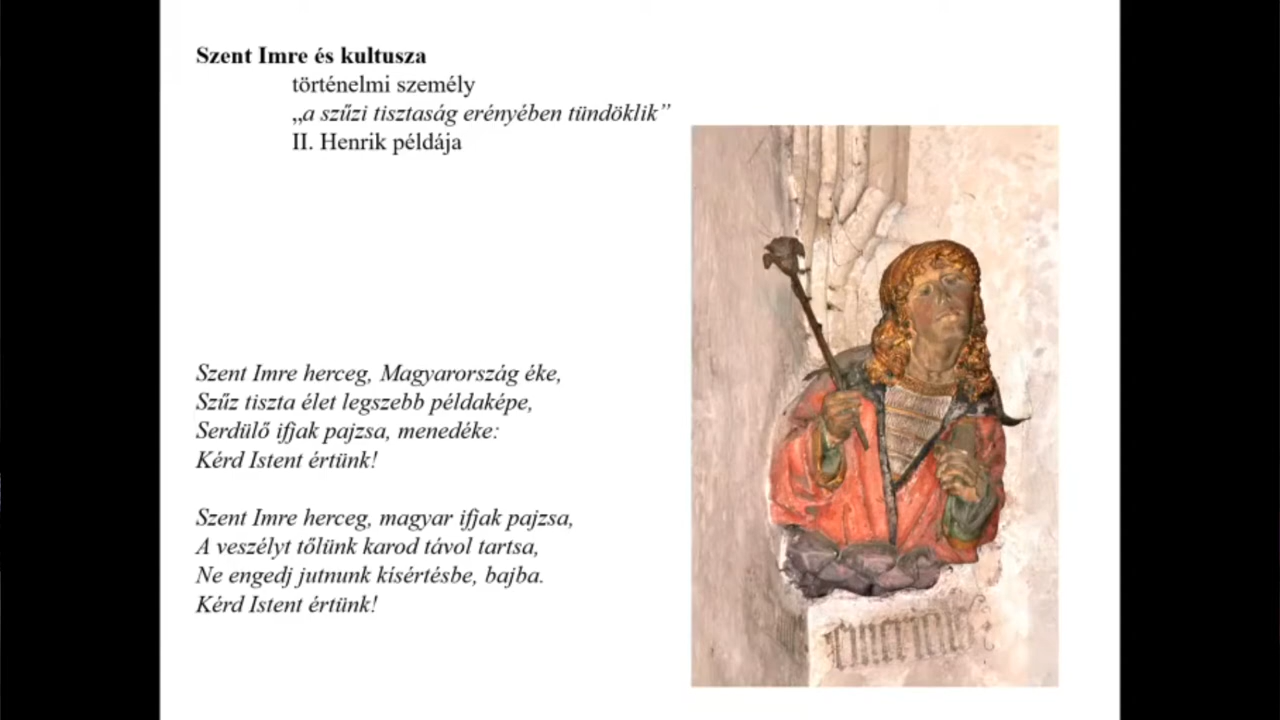 Szent Imre és kultusza
történelmi személy
„a szűzi tisztaság erényében tündöklik”
II. Henrik példája
Szent Imre herceg, Magyarország éke,
Szűz tiszta élet legszebb példaképe,
Serdülő ifjak pajzsa, menedéke:
Kérd Istent értünk!
Szent Imre herceg, magyar ifjak pajzsa,
A veszélyt tőlünk karod távol tartsa,
Ne engedj jutnunk kísértésbe, bajba.
Kérd Istent értünk!